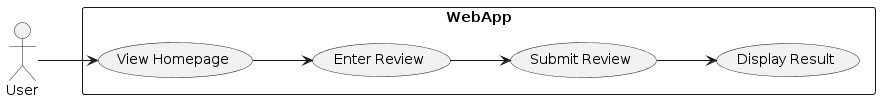 WebApp
User
View Homepage
Enter Review
Submit Review
Display Result